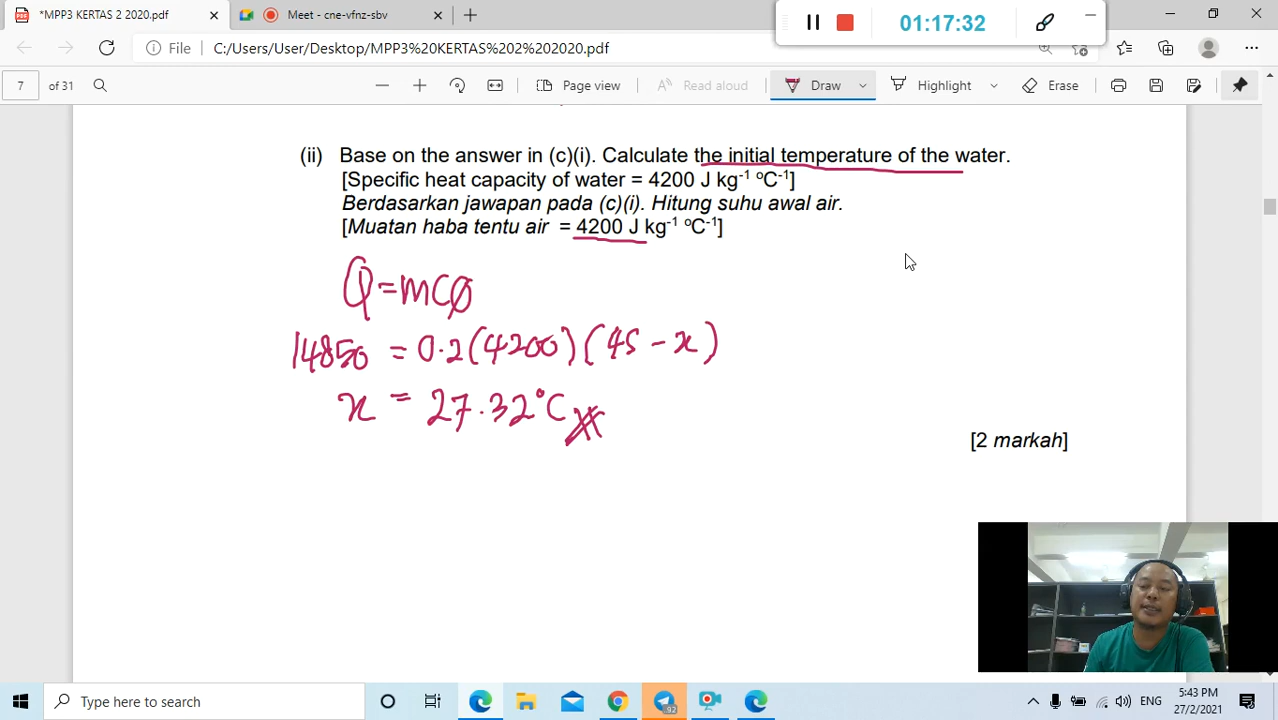 *MPP3 KERTAS 2 2020.pdf
Meet - cne-vfnz-sbv
01:17:32
File C:/Users/User/Desktop/MPP3%20KERTAS%202%202020.pdf
7 of 31 Page view Read aloud Draw Highlight Erase
(ii) Base on the answer in (c)(i). Calculate the initial temperature of the water.
[Specific heat capacity of water = 4200 J kg-1 oC-1]
Berdasarkan jawapan pada (c)(i). Hitung suhu awal air.
[Muatan haba tentu air = 4200 J kg-1 oC-1]
Q=mcø
14850 = 0.2(4200)(45 - x)
x = 27.32°C
[2 markah]
Type here to search
92
ENG
5:43 PM
27/2/2021